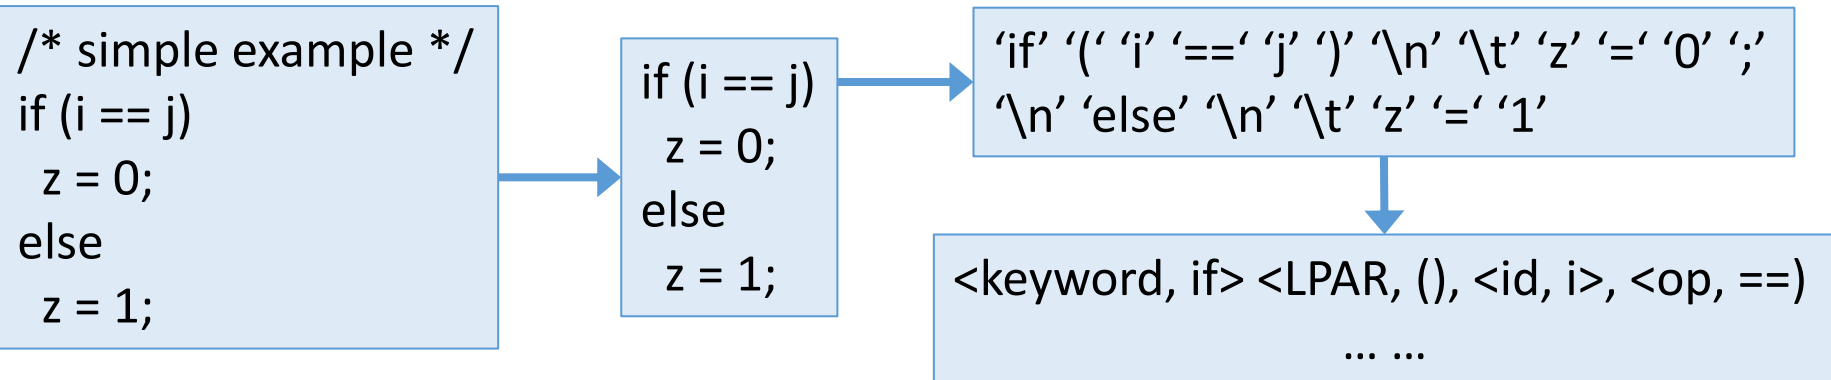 /* simple example */
if (i == j)
z = 0;
else
z = 1;
if (i == j)
z = 0;
else
z = 1;
‘if’ ‘(‘ ‘i’ ‘==‘ ‘j’ ‘)’ ‘\n’ ‘\t’ ‘z’ ‘=‘ ‘0’ ‘;’
‘\n’ ‘else’ ‘\n’ ‘\t’ ‘z’ ‘=‘ ‘1’
<keyword, if> <LPAR, (), <id, i>, <op, ==)
… …